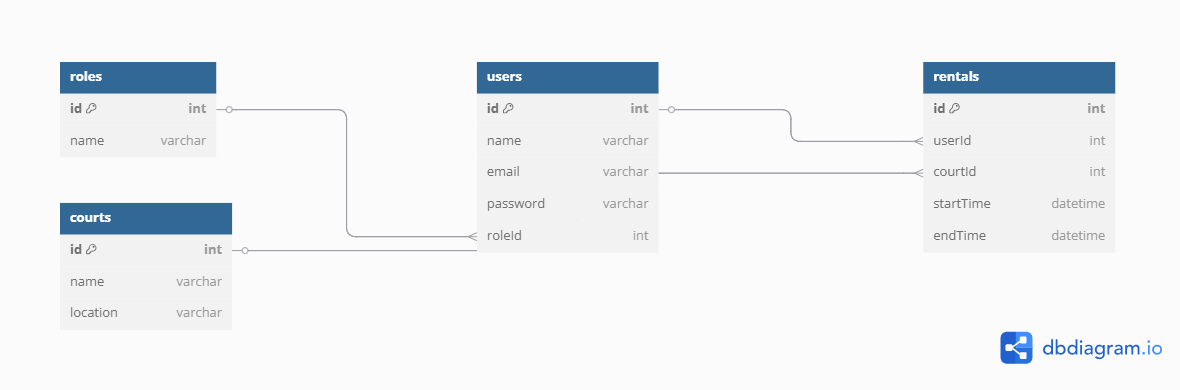 roles
id int
name varchar
courts
id int
name varchar
location varchar
users
id int
name varchar
email varchar
password varchar
roleId int
rentals
id int
userId int
courtId int
startTime datetime
endTime datetime
dbdiagram.io